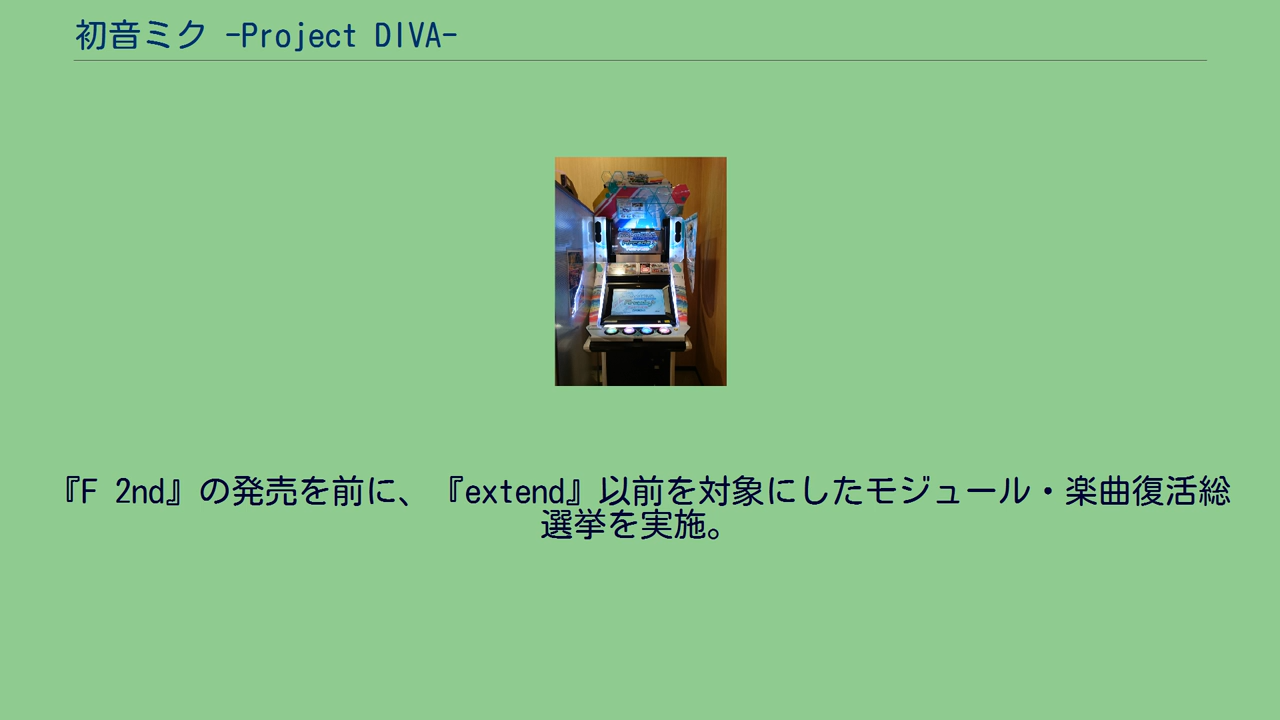 初音ミク -Project DIVA-
『F 2nd』の発売を前に、『extend』以前を対象にしたモジュール・楽曲復活総
選挙を実施。